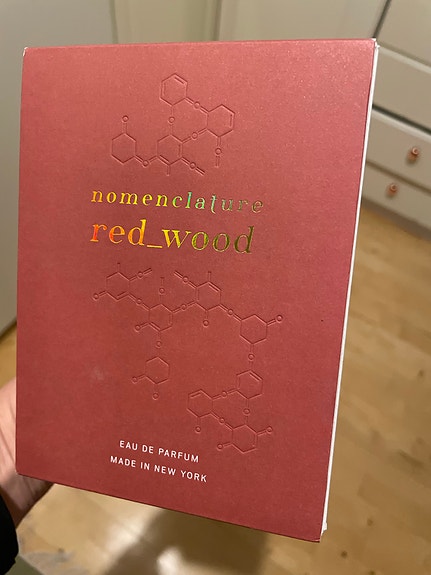 nomenclature
red_wood
EAU DE PARFUM
MADE IN NEW YORK